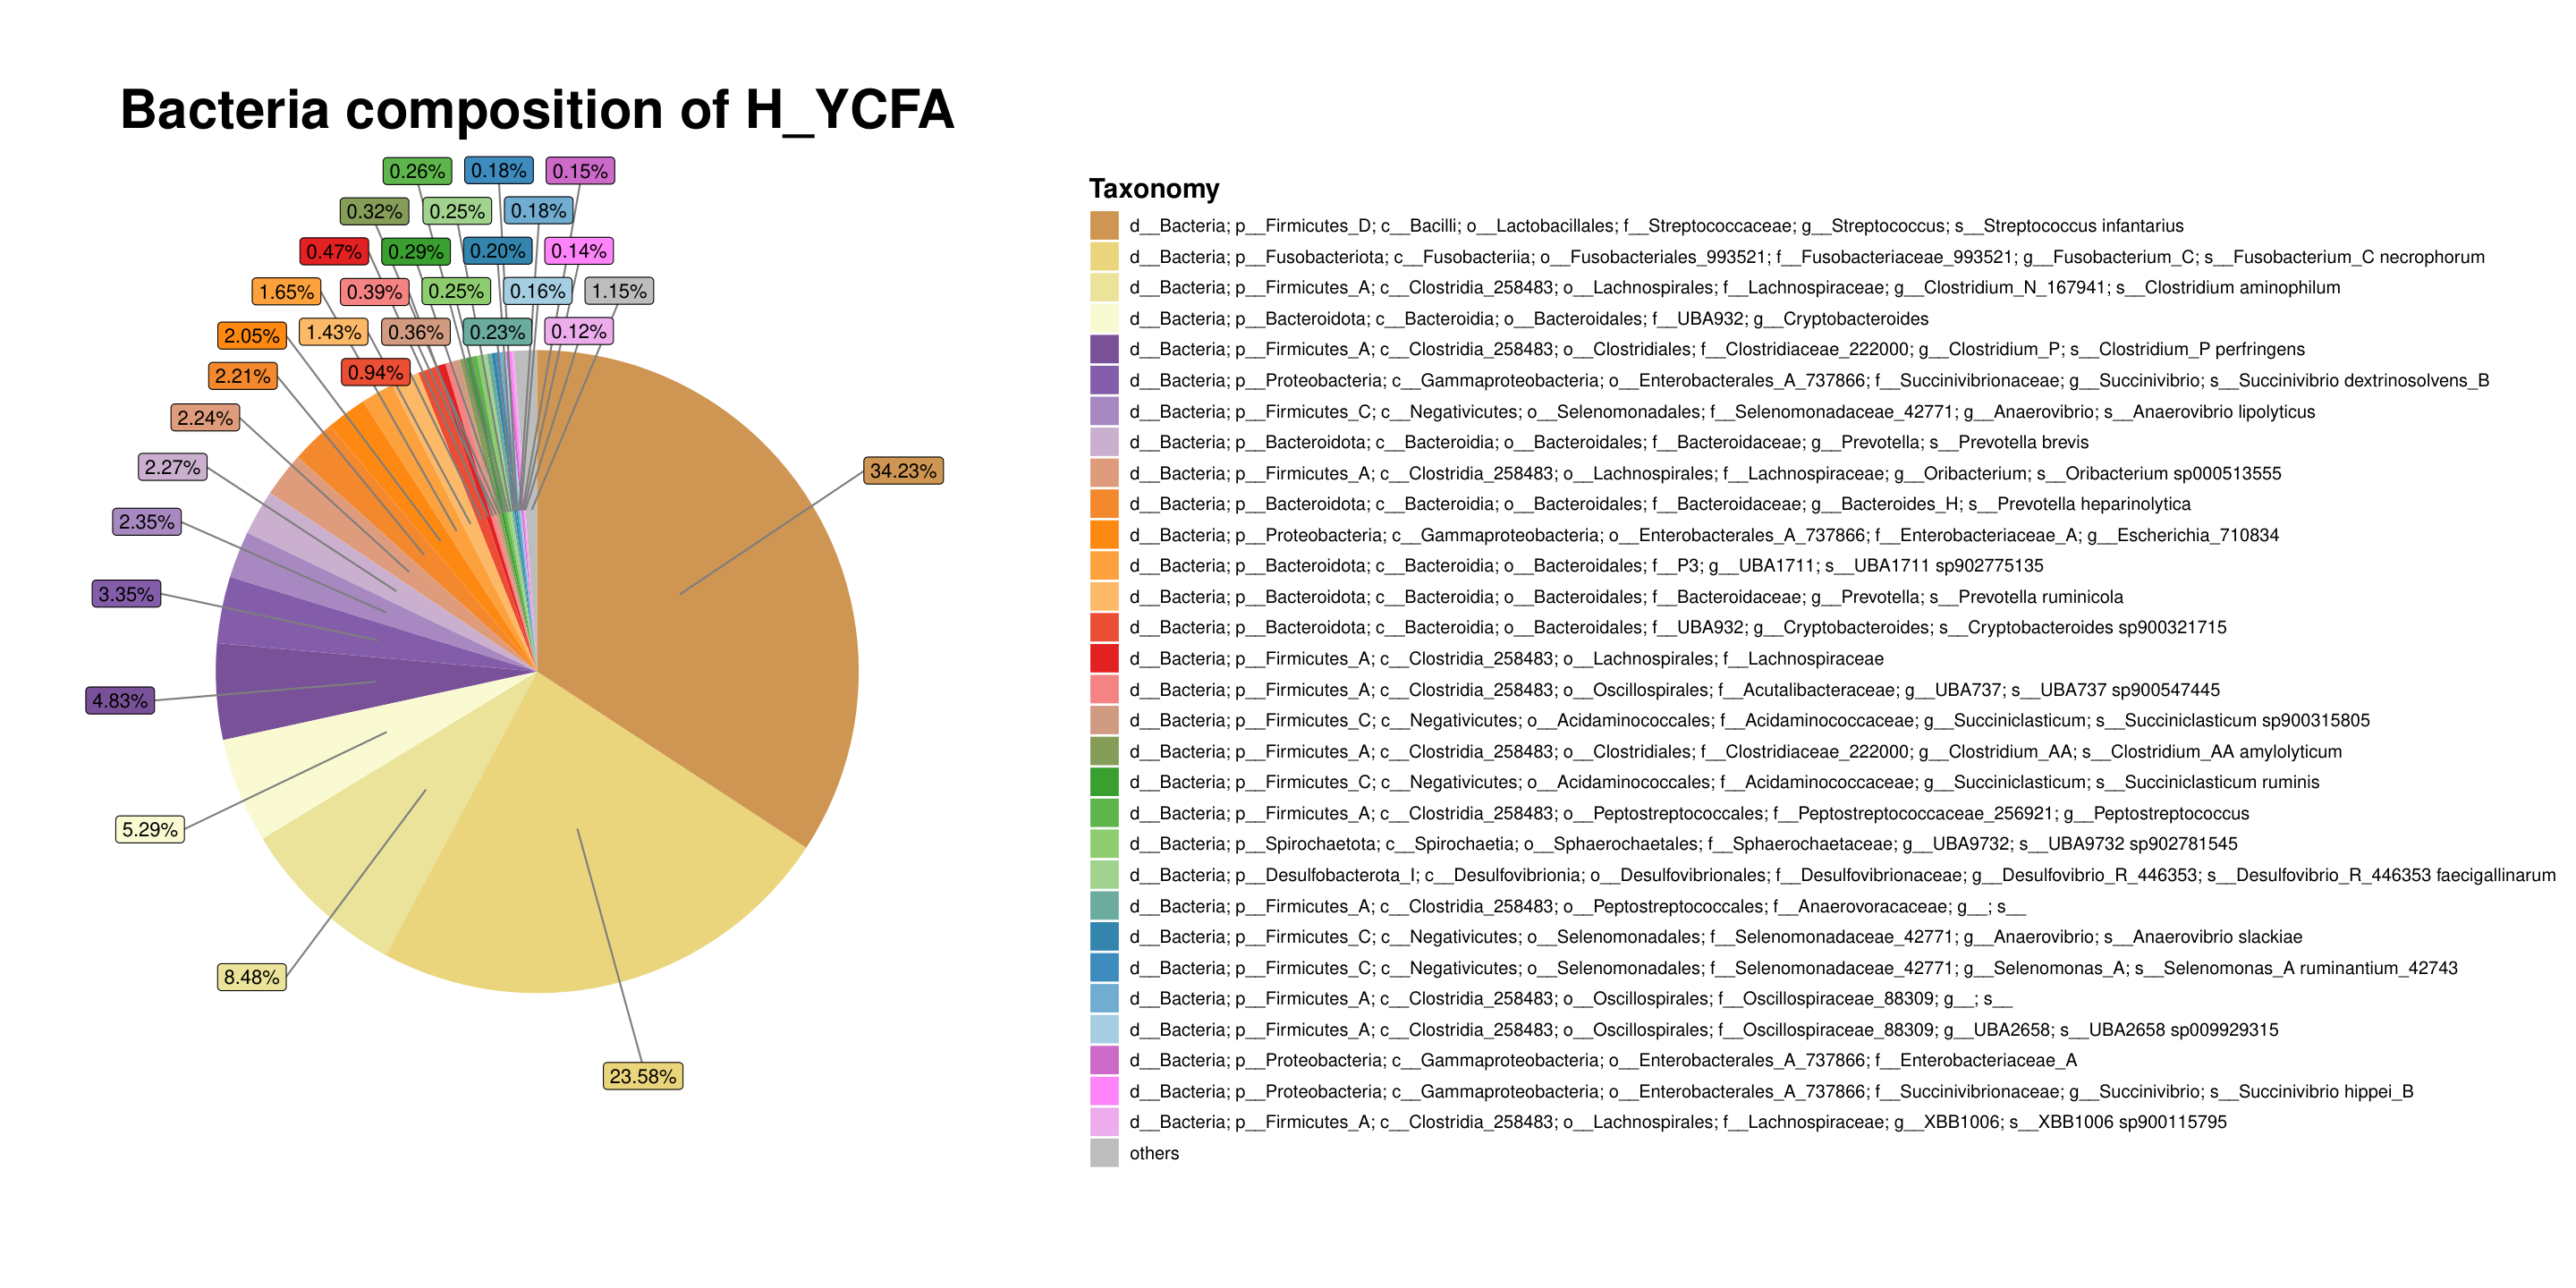 Bacteria composition of H_YCFA
0.26% 0.18% 0.15%
0.32% 0.25% 0.18%
0.47% 0.29% 0.20% 0.14%
1.65% 0.39% 0.25% 0.16% 1.15%
2.05% 1.43% 0.36% 0.23% 0.12%
2.21% 0.94%
2.24%
2.27% 34.23%
2.35%
3.35%
4.83%
5.29%
8.48%
23.58%
Taxonomy
d__Bacteria; p__Firmicutes_D; c__Bacilli; o__Lactobacillales; f__Streptococcaceae; g__Streptococcus; s__Streptococcus infantarius
d__Bacteria; p__Fusobacteriota; c__Fusobacteriia; o__Fusobacteriales_993521; f__Fusobacteriaceae_993521; g__Fusobacterium_C; s__Fusobacterium_C necrophorum
d__Bacteria; p__Firmicutes_A; c__Clostridia_258483; o__Lachnospirales; f__Lachnospiraceae; g__Clostridium_N_167941; s__Clostridium aminophilum
d__Bacteria; p__Bacteroidota; c__Bacteroidia; o__Bacteroidales; f__UBA932; g__Cryptobacteroides
d__Bacteria; p__Firmicutes_A; c__Clostridia_258483; o__Clostridiales; f__Clostridiaceae_222000; g__Clostridium_P; s__Clostridium_P perfringens
d__Bacteria; p__Proteobacteria; c__Gammaproteobacteria; o__Enterobacterales_A_737866; f__Succinivibrionaceae; g__Succinivibrio; s__Succinivibrio dextrinosolvens_B
d__Bacteria; p__Firmicutes_C; c__Negativicutes; o__Selenomonadales; f__Selenomonadaceae_42771; g__Anaerovibrio; s__Anaerovibrio lipolyticus
d__Bacteria; p__Bacteroidota; c__Bacteroidia; o__Bacteroidales; f__Bacteroidaceae; g__Prevotella; s__Prevotella brevis
d__Bacteria; p__Firmicutes_A; c__Clostridia_258483; o__Lachnospirales; f__Lachnospiraceae; g__Oribacterium; s__Oribacterium sp000513555
d__Bacteria; p__Bacteroidota; c__Bacteroidia; o__Bacteroidales; f__Bacteroidaceae; g__Bacteroides_H; s__Prevotella heparinolytica
d__Bacteria; p__Proteobacteria; c__Gammaproteobacteria; o__Enterobacterales_A_737866; f__Enterobacteriaceae_A; g__Escherichia_710834
d__Bacteria; p__Bacteroidota; c__Bacteroidia; o__Bacteroidales; f__P3; g__UBA1711; s__UBA1711 sp902775135
d__Bacteria; p__Bacteroidota; c__Bacteroidia; o__Bacteroidales; f__Bacteroidaceae; g__Prevotella; s__Prevotella ruminicola
d__Bacteria; p__Bacteroidota; c__Bacteroidia; o__Bacteroidales; f__UBA932; g__Cryptobacteroides; s__Cryptobacteroides sp900321715
d__Bacteria; p__Firmicutes_A; c__Clostridia_258483; o__Lachnospirales; f__Lachnospiraceae
d__Bacteria; p__Firmicutes_A; c__Clostridia_258483; o__Oscillospirales; f__Acutalibacteraceae; g__UBA737; s__UBA737 sp900547445
d__Bacteria; p__Firmicutes_C; c__Negativicutes; o__Acidaminococcales; f__Acidaminococcaceae; g__Succiniclasticum; s__Succiniclasticum sp900315805
d__Bacteria; p__Firmicutes_A; c__Clostridia_258483; o__Clostridiales; f__Clostridiaceae_222000; g__Clostridium_AA; s__Clostridium_AA amylolyticum
d__Bacteria; p__Firmicutes_C; c__Negativicutes; o__Acidaminococcales; f__Acidaminococcaceae; g__Succiniclasticum; s__Succiniclasticum ruminis
d__Bacteria; p__Firmicutes_A; c__Clostridia_258483; o__Peptostreptococcales; f__Peptostreptococcaceae_256921; g__Peptostreptococcus
d__Bacteria; p__Spirochaetota; c__Spirochaetia; o__Sphaerochaetales; f__Sphaerochaetaceae; g__UBA9732; s__UBA9732 sp902781545
d__Bacteria; p__Desulfobacterota_I; c__Desulfovibrionia; o__Desulfovibrionales; f__Desulfovibrionaceae; g__Desulfovibrio_R_446353; s__Desulfovibrio_R_446353 faecigallinarum
d__Bacteria; p__Firmicutes_A; c__Clostridia_258483; o__Peptostreptococcales; f__Anaerovoracaceae; g__; s__
d__Bacteria; p__Firmicutes_C; c__Negativicutes; o__Selenomonadales; f__Selenomonadaceae_42771; g__Anaerovibrio; s__Anaerovibrio slackiae
d__Bacteria; p__Firmicutes_C; c__Negativicutes; o__Selenomonadales; f__Selenomonadaceae_42771; g__Selenomonas_A; s__Selenomonas_A ruminantium_42743
d__Bacteria; p__Firmicutes_A; c__Clostridia_258483; o__Oscillospirales; f__Oscillospiraceae_88309; g__; s__
d__Bacteria; p__Firmicutes_A; c__Clostridia_258483; o__Oscillospirales; f__Oscillospiraceae_88309; g__UBA2658; s__UBA2658 sp009929315
d__Bacteria; p__Proteobacteria; c__Gammaproteobacteria; o__Enterobacterales_A_737866; f__Enterobacteriaceae_A
d__Bacteria; p__Proteobacteria; c__Gammaproteobacteria; o__Enterobacterales_A_737866; f__Succinivibrionaceae; g__Succinivibrio; s__Succinivibrio hippei_B
d__Bacteria; p__Firmicutes_A; c__Clostridia_258483; o__Lachnospirales; f__Lachnospiraceae; g__XBB1006; s__XBB1006 sp900115795
others